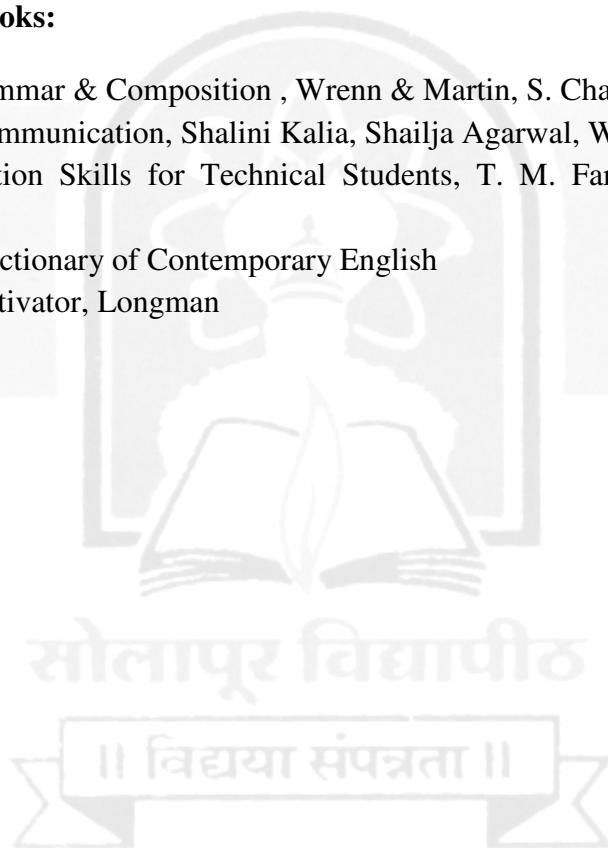 oks:
mmar & Composition , Wrenn & Martin, S. Cha
mmunication, Shalini Kalia, Shailja Agarwal, W
tion Skills for Technical Students, T. M. Far
ctionary of Contemporary English
tivator, Longman
सोलापूर विद्यापीठ
॥ विद्यया संपन्नता ॥